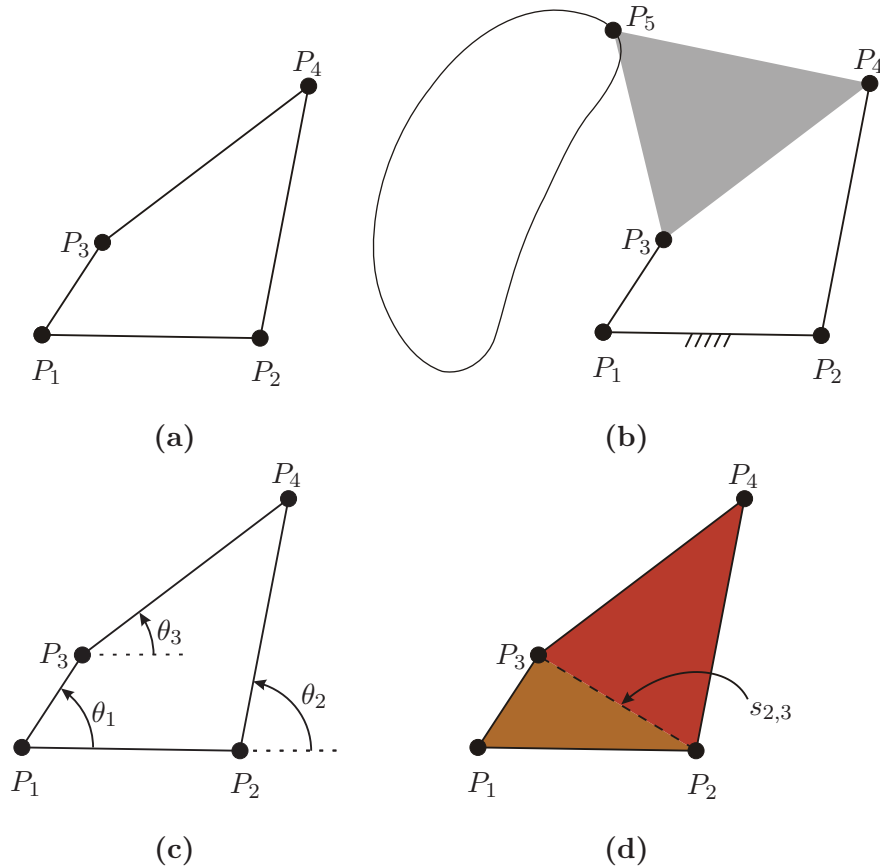 P₄
P₃
P₁
P₂
(a)
P₅
P₄
P₃
P₁
P₂
(b)
P₄
P₃
θ₃
θ₁
θ₂
P₁
P₂
(c)
P₄
P₃
s₂,₃
P₁
P₂
(d)